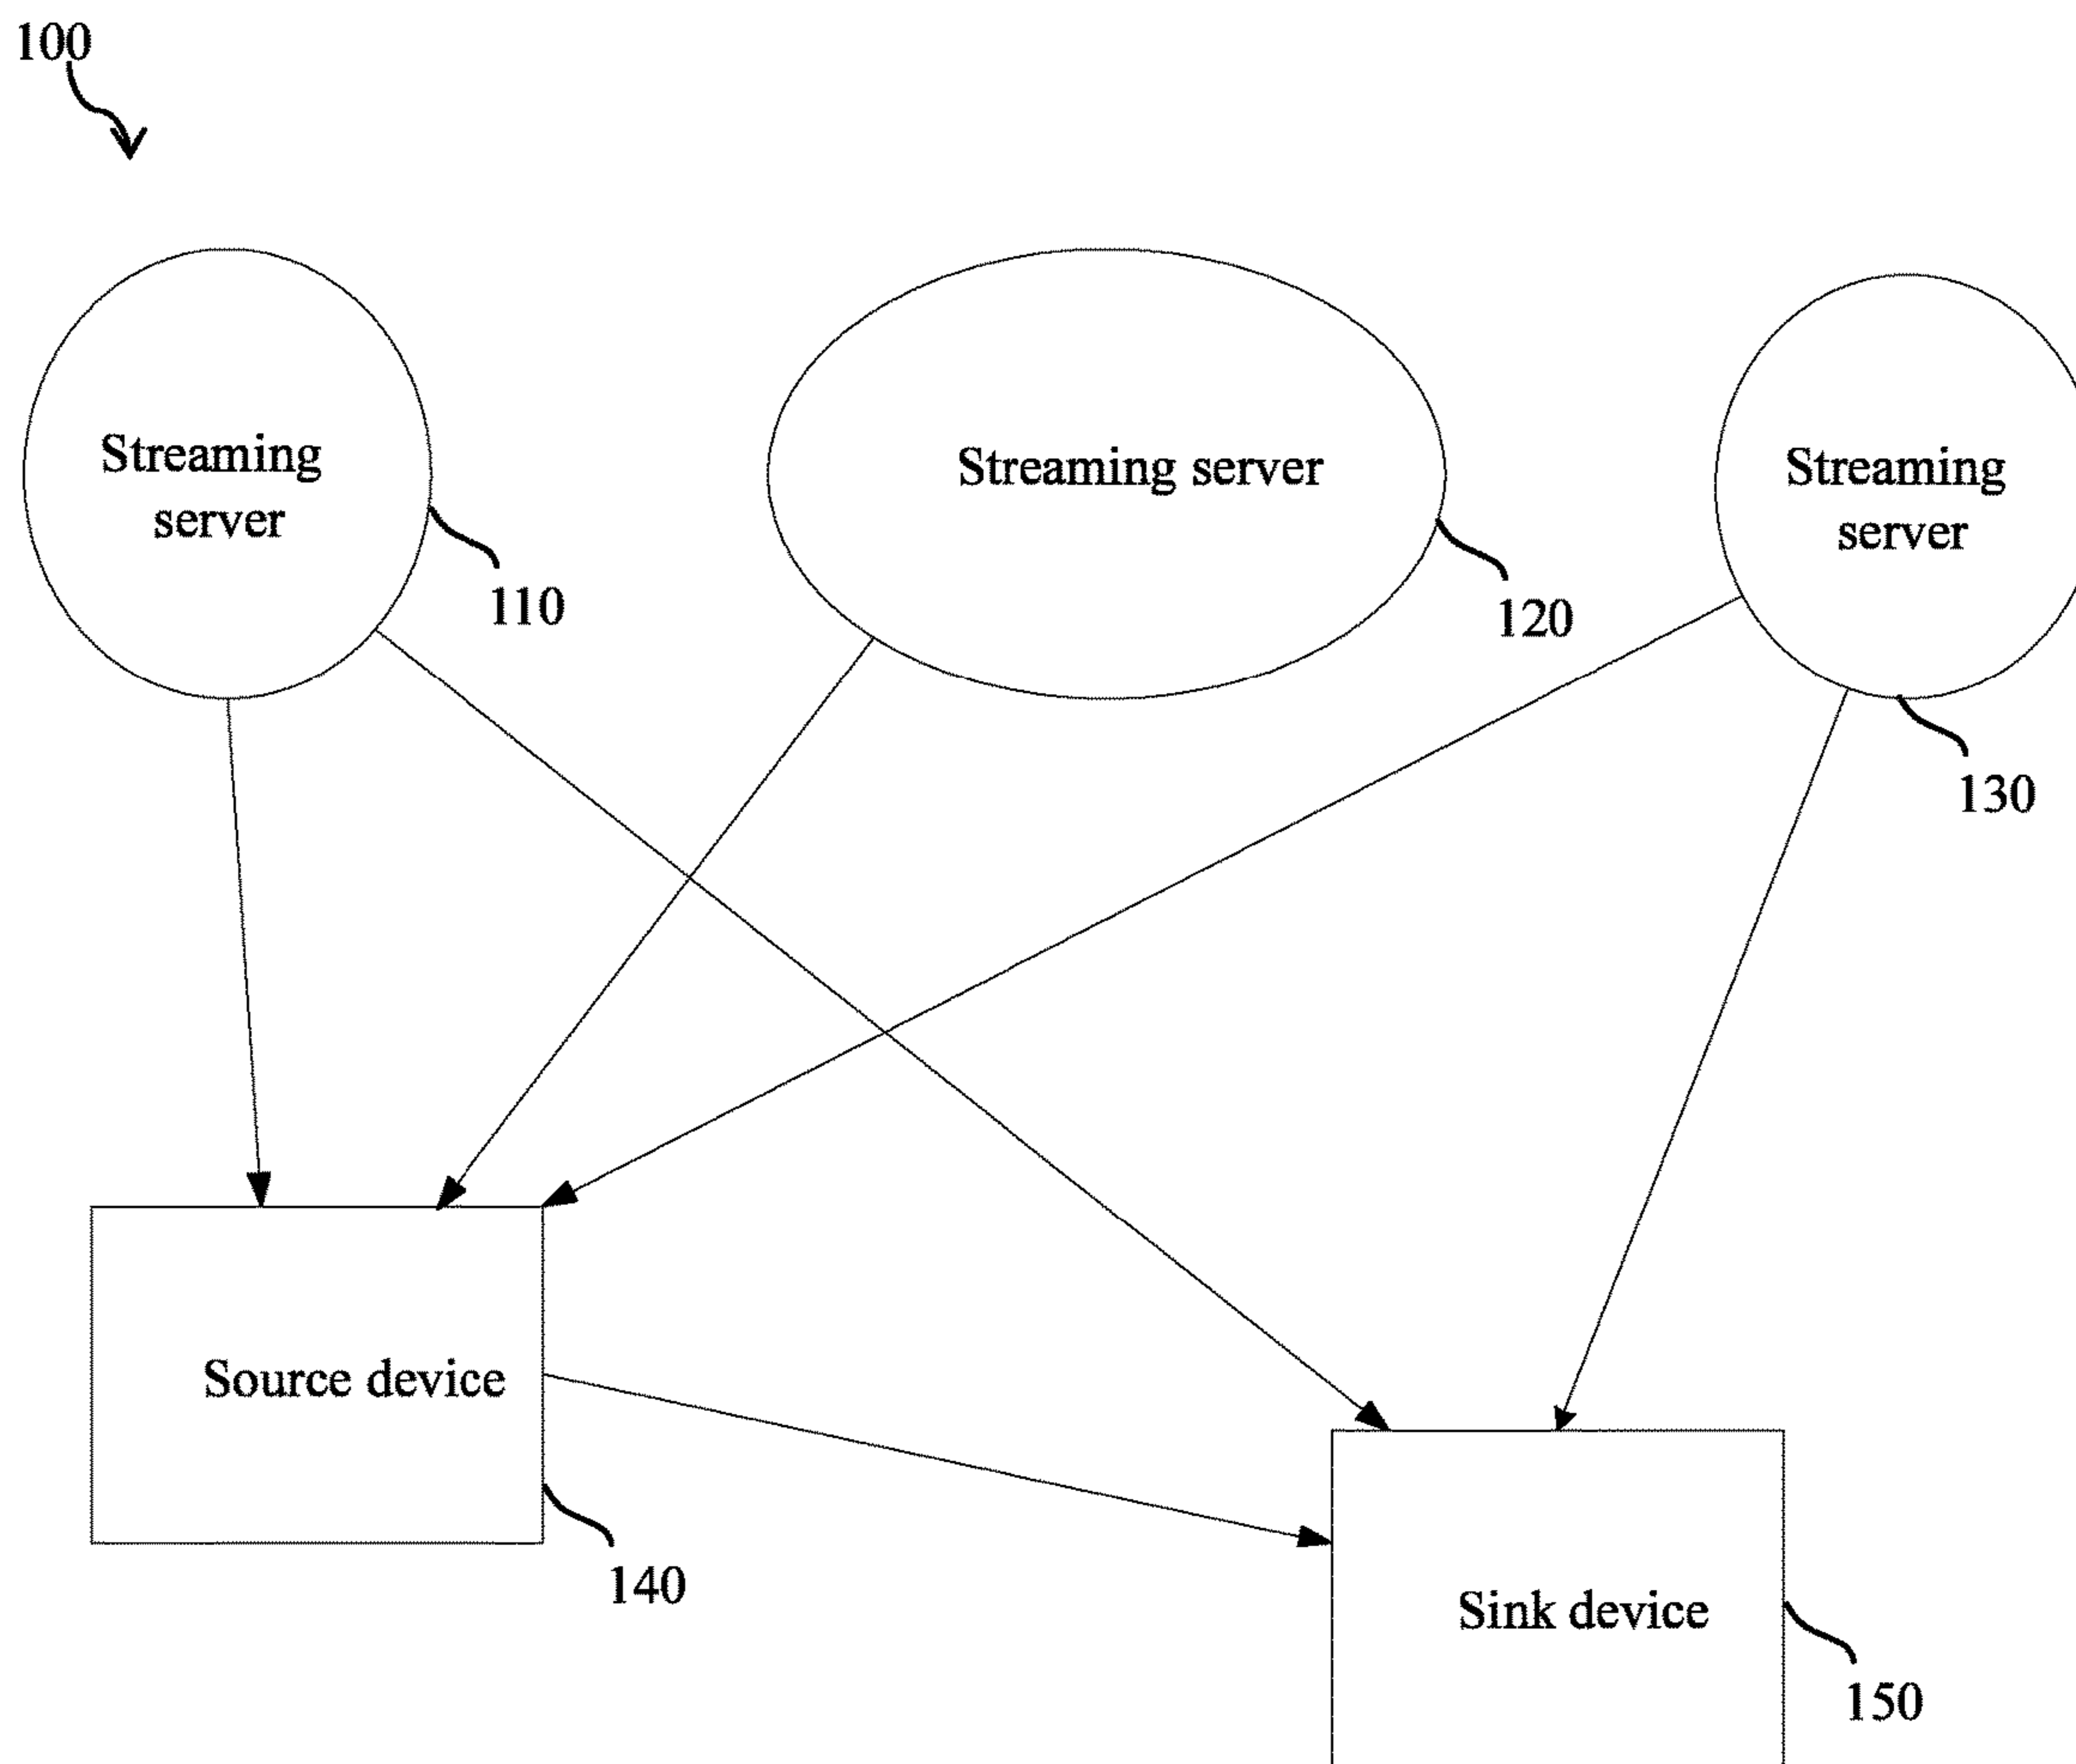 100
Streaming
server
Streaming server
Streaming
server
110
120
130
Source device
140
Sink device
150